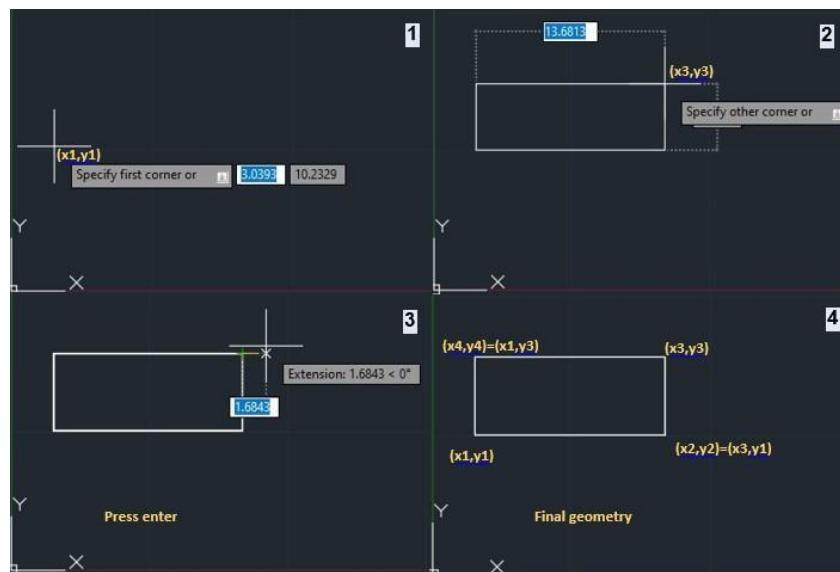 1
(x1,y1)
Specify first corner or 3.0393 10.2329
Y
X
2
13.6813
(x3,y3)
Specify other corner or
Y
X
3
Extension: 1.6843 < 0°
1.6843
Y
Press enter
X
4
(x4,y4)=(x1,y3) (x3,y3)
(x1,y1) (x2,y2)=(x3,y1)
Y
Final geometry
X